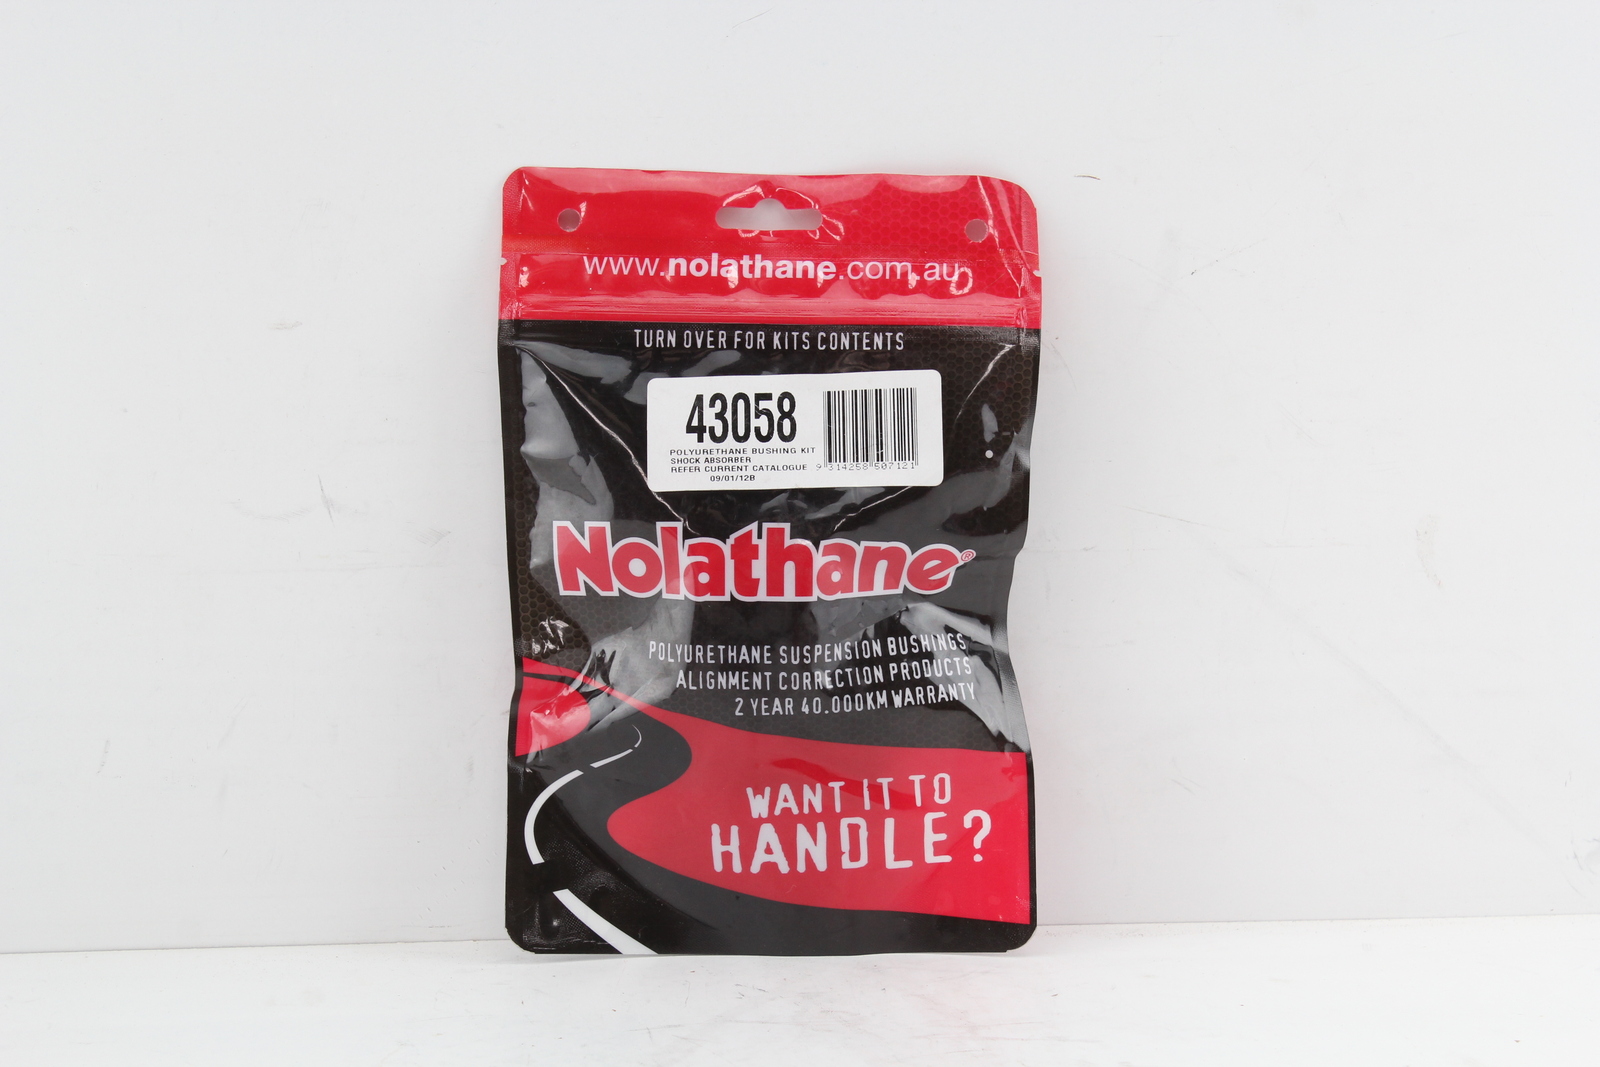 www.nolathane.com.au
TURN OVER FOR KITS CONTENTS
43058
POLYURETHANE BUSHING KIT
SHOCK ABSORBER
REFER CURRENT CATALOGUE
09/01/12B
9 314258 507121
Nolathane®
POLYURETHANE SUSPENSION BUSHINGS
ALIGNMENT CORRECTION PRODUCTS
2 YEAR 40.000KM WARRANTY
WANT IT TO
HANDLE?